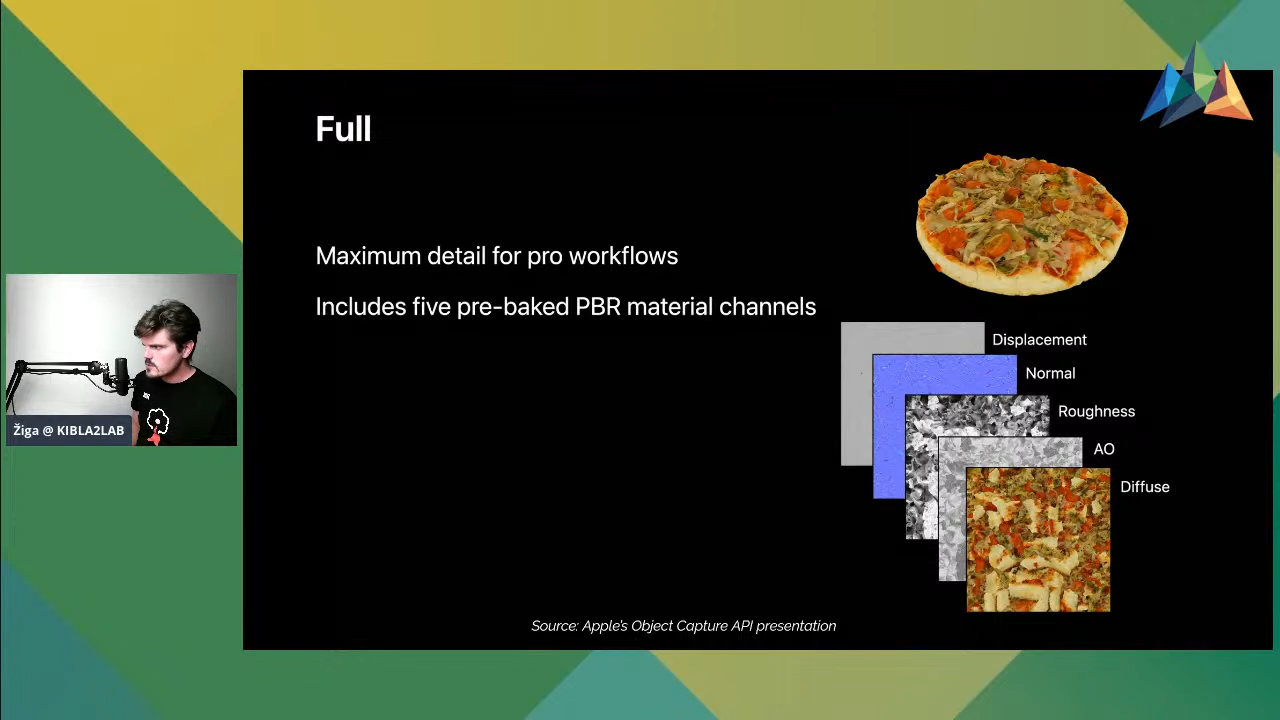 Full
Maximum detail for pro workflows
Includes five pre-baked PBR material channels
Displacement
Normal
Roughness
AO
Diffuse
Žiga @ KIBLA2LAB
Source: Apple's Object Capture API presentation